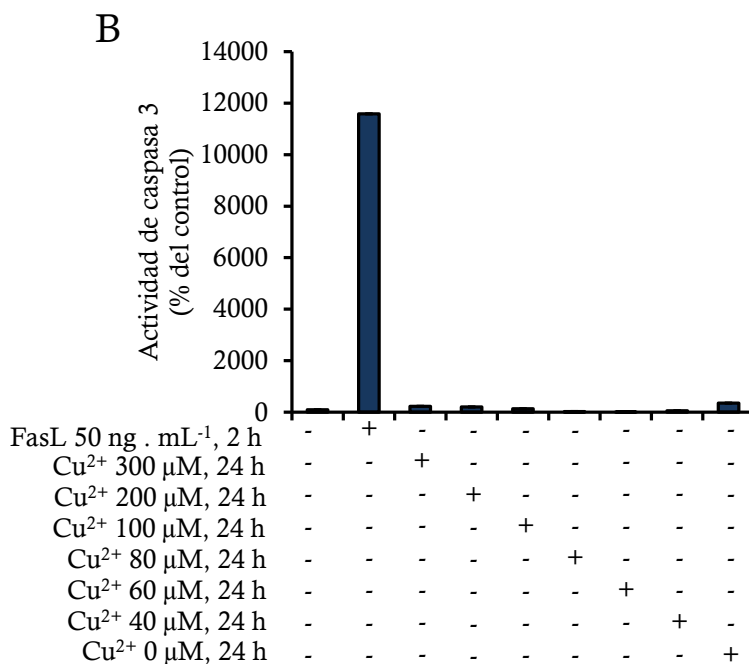 B
Actividad de caspasa 3
(% del control)
14000
12000
10000
8000
6000
4000
2000
0
FasL 50 ng . mL⁻¹, 2 h - + - - - - - - -
Cu²⁺ 300 µM, 24 h - - + - - - - - -
Cu²⁺ 200 µM, 24 h - - - + - - - - -
Cu²⁺ 100 µM, 24 h - - - - + - - - -
Cu²⁺ 80 µM, 24 h - - - - - + - - -
Cu²⁺ 60 µM, 24 h - - - - - - + - -
Cu²⁺ 40 µM, 24 h - - - - - - - + -
Cu²⁺ 0 µM, 24 h - - - - - - - - +